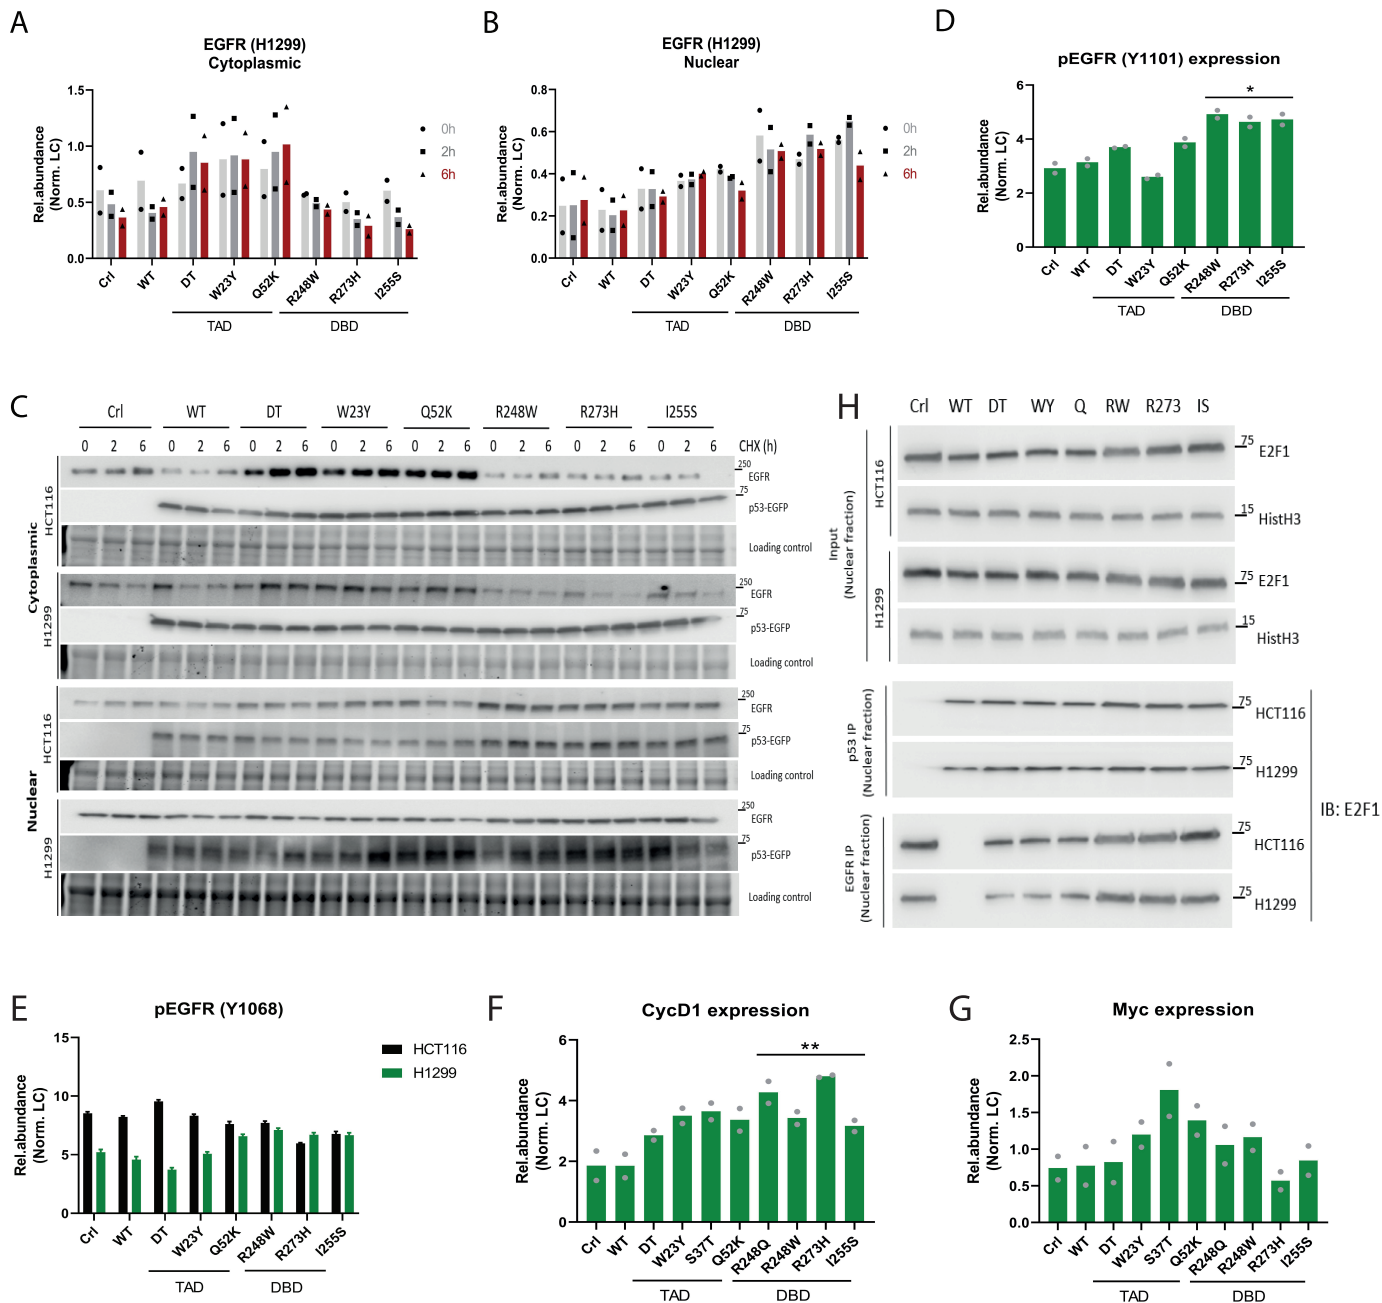 A
EGFR (H1299)
Cytoplasmic
Rel.abundance
(Norm. LC)
1.5
1.0
0.5
0.0
0h
2h
6h
Crl
WT
DT
W23Y
Q52K
R248W
R273H
I255S
TAD
DBD
B
EGFR (H1299)
Nuclear
Rel.abundance
(Norm. LC)
0.8
0.6
0.4
0.2
0.0
0h
2h
6h
Crl
WT
DT
W23Y
Q52K
R248W
R273H
I255S
TAD
DBD
D
pEGFR (Y1101) expression
Rel.abundance
(Norm. LC)
6
4
2
0
*
Crl
WT
DT
W23Y
Q52K
R248W
R273H
I255S
TAD
DBD
C
Crl WT DT W23Y Q52K R248W R273H I255S
0 2 6 0 2 6 0 2 6 0 2 6 0 2 6 0 2 6 0 2 6 0 2 6 CHX (h)
Cytoplasmic
HCT116
250
EGFR
75
p53-EGFP
Loading control
H1299
250
EGFR
75
p53-EGFP
Loading control
Nuclear
HCT116
250
EGFR
75
p53-EGFP
Loading control
H1299
250
EGFR
75
p53-EGFP
Loading control
H
Crl WT DT WY Q RW R273 IS
Input
(Nuclear fraction)
HCT116
75
E2F1
15
HistH3
H1299
75
E2F1
15
HistH3
p53 IP
(Nuclear fraction)
75
HCT116
75
H1299
EGFR IP
(Nuclear fraction)
75
HCT116
75
H1299
IB: E2F1
E
pEGFR (Y1068)
Rel.abundance
(Norm. LC)
15
10
5
0
HCT116
H1299
Crl
WT
DT
W23Y
Q52K
R248W
R273H
I255S
TAD
DBD
F
CycD1 expression
Rel.abundance
(Norm. LC)
6
4
2
0
**
Crl
WT
DT
W23Y
S37T
Q52K
R248Q
R248W
R273H
I255S
TAD
DBD
G
Myc expression
Rel.abundance
(Norm. LC)
2.5
2.0
1.5
1.0
0.5
0.0
Crl
WT
DT
W23Y
S37T
Q52K
R248Q
R248W
R273H
I255S
TAD
DBD